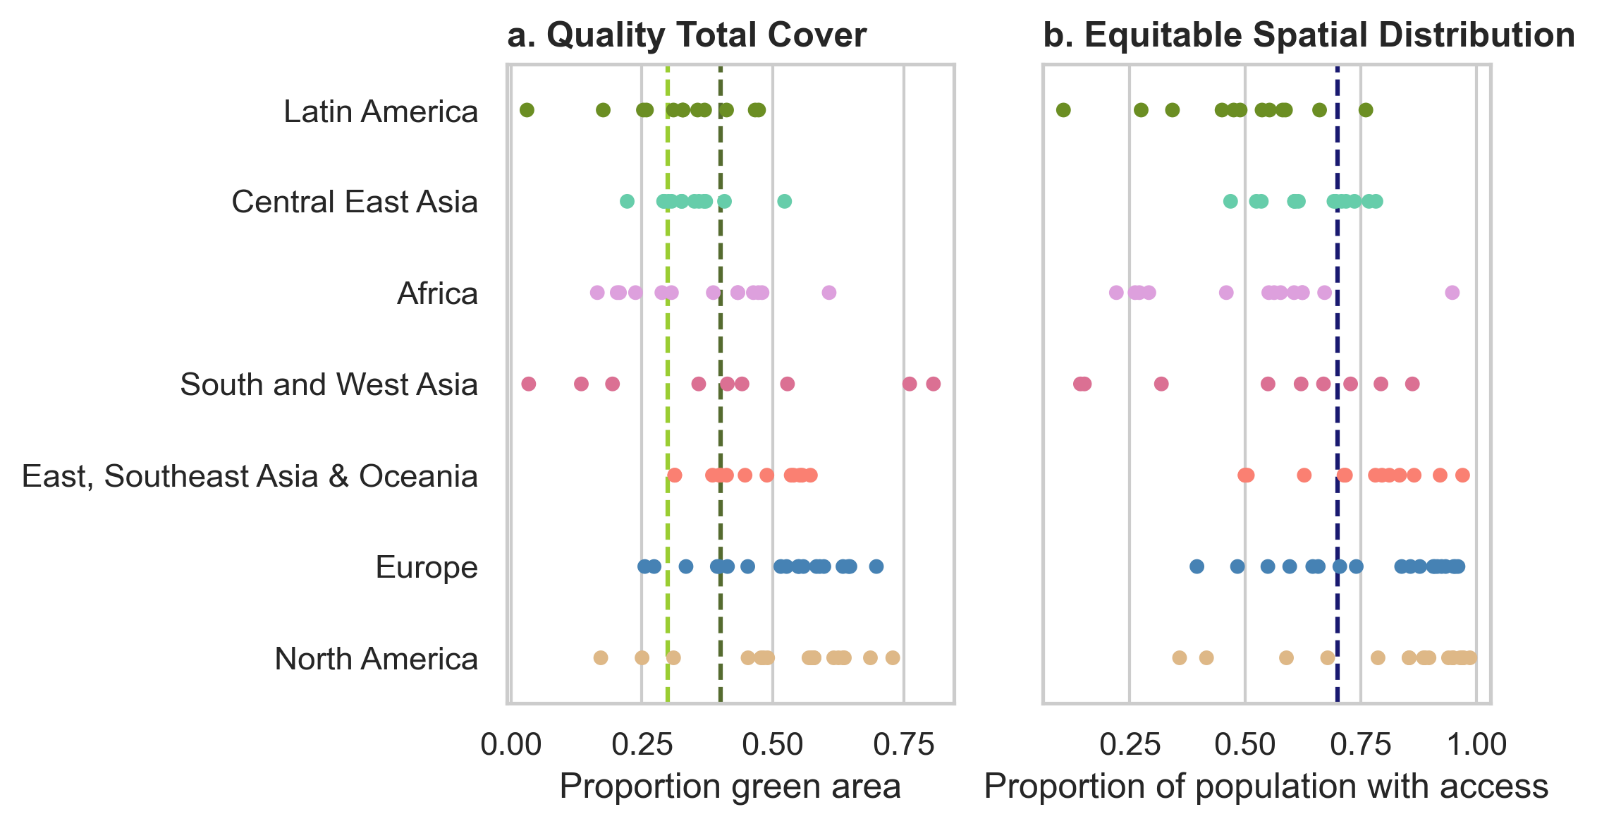 a. Quality Total Cover
b. Equitable Spatial Distribution
Latin America
Central East Asia
Africa
South and West Asia
East, Southeast Asia & Oceania
Europe
North America
0.00 0.25 0.50 0.75
0.25 0.50 0.75 1.00
Proportion green area
Proportion of population with access